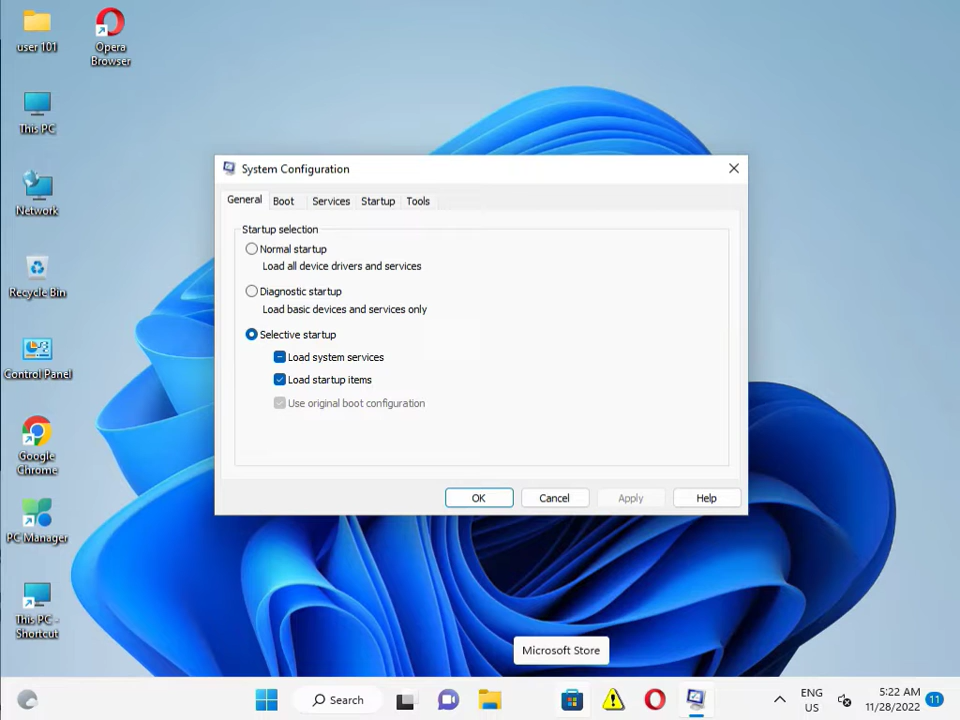 user 101
Opera
Browser
This PC
Network
Recycle Bin
Control Panel
Google
Chrome
PC Manager
This PC -
Shortcut
System Configuration
General
Boot
Services
Startup
Tools
Startup selection
Normal startup
Load all device drivers and services
Diagnostic startup
Load basic devices and services only
Selective startup
Load system services
Load startup items
Use original boot configuration
OK
Cancel
Apply
Help
Microsoft Store
Search
ENG
US
5:22 AM
11/28/2022
11